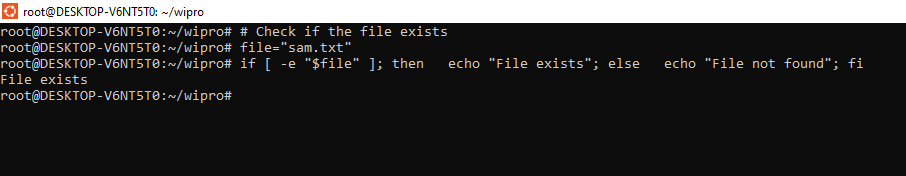 root@DESKTOP-V6NT5T0: ~/wipro
root@DESKTOP-V6NT5T0:~/wipro# # Check if the file exists
root@DESKTOP-V6NT5T0:~/wipro# file="sam.txt"
root@DESKTOP-V6NT5T0:~/wipro# if [ -e "$file" ]; then   echo "File exists"; else   echo "File not found"; fi
File exists
root@DESKTOP-V6NT5T0:~/wipro#